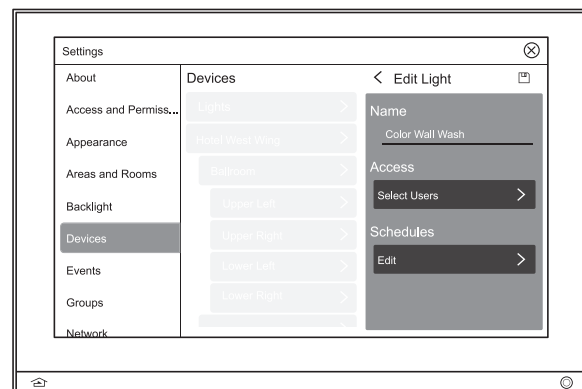 Settings
About
Access and Permiss...
Appearance
Areas and Rooms
Backlight
Devices
Events
Groups
Network
Devices
Lights
Hotel West Wing
Ballroom
Upper Left
Upper Right
Lower Left
Lower Right
Edit Light
Name
Color Wall Wash
Access
Select Users
Schedules
Edit